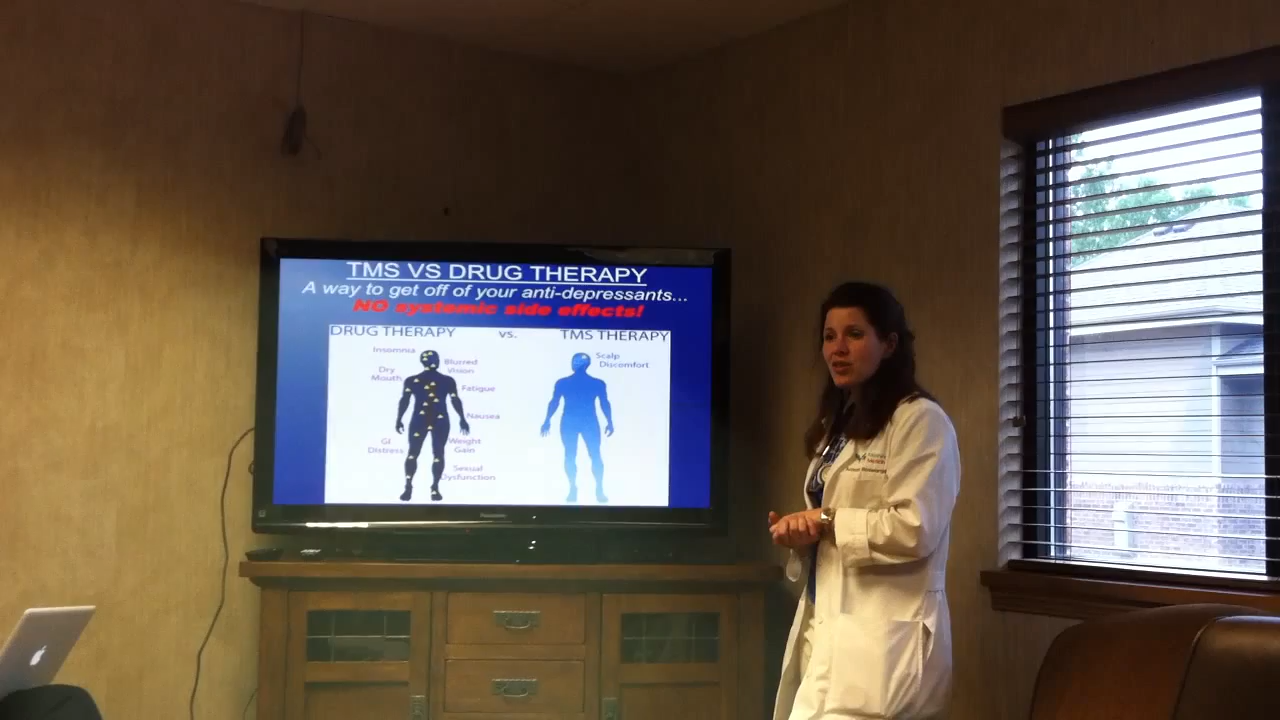 TMS VS DRUG THERAPY
A way to get off of your anti-depressants...
NO systemic side effects!
DRUG THERAPY vs. TMS THERAPY
Insomnia
Blurred
Vision
Dry
Mouth
Fatigue
Nausea
GI
Distress
Weight
Gain
Sexual
Dysfunction
Scalp
Discomfort
Panasonic